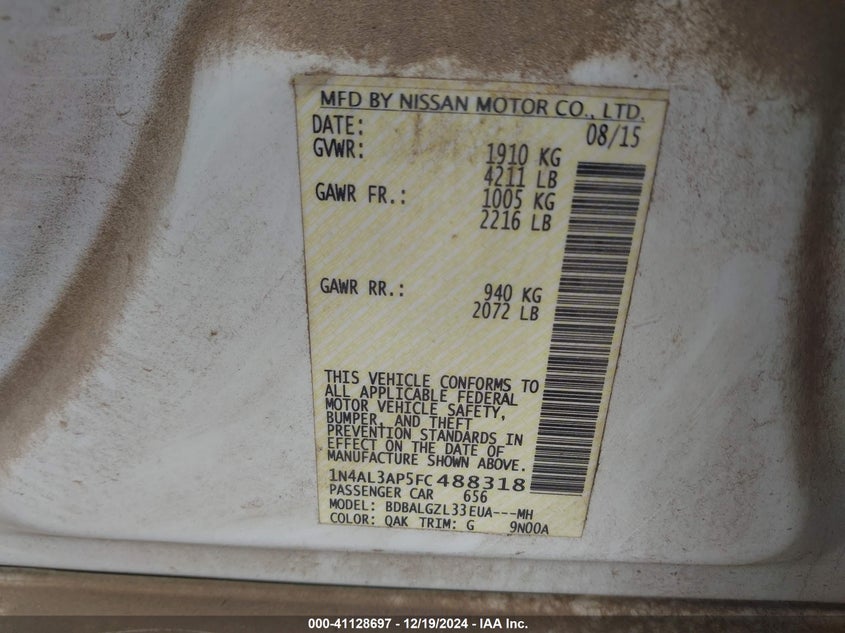 MFD BY NISSAN MOTOR CO., LTD.
DATE: 08/15
GVWR: 1910 KG
4211 LB
GAWR FR.: 1005 KG
2216 LB
GAWR RR.: 940 KG
2072 LB
THIS VEHICLE CONFORMS TO
ALL APPLICABLE FEDERAL
MOTOR VEHICLE SAFETY,
BUMPER, AND THEFT
PREVENTION STANDARDS IN
EFFECT ON THE DATE OF
MANUFACTURE SHOWN ABOVE.
1N4AL3AP5FC488318
PASSENGER CAR 656
MODEL: BDBALGZL33EUA---MH
COLOR: QAK TRIM: G 9N00A
000-41128697 - 12/19/2024 - IAA Inc.